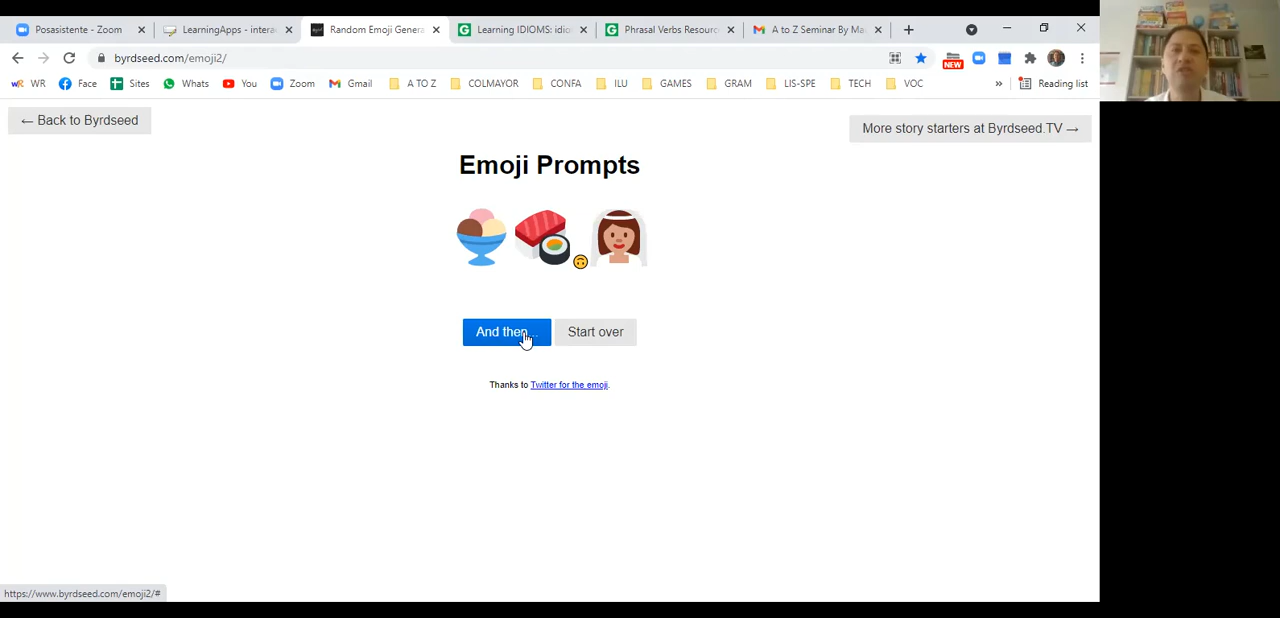 Posasistente - Zoom
LearningApps - intera
Random Emoji Genera
Learning IDIOMS: idio
Phrasal Verbs Resourc
A to Z Seminar By Ma
byrdseed.com/emoji2/
NEW
WR
Face
Sites
Whats
You
Zoom
Gmail
A TO Z
COLMAYOR
CONFA
ILU
GAMES
GRAM
LIS-SPE
TECH
VOC
»
Reading list
← Back to Byrdseed
More story starters at Byrdseed.TV →
Emoji Prompts
And then...
Start over
Thanks to Twitter for the emoji.
https://www.byrdseed.com/emoji2/#